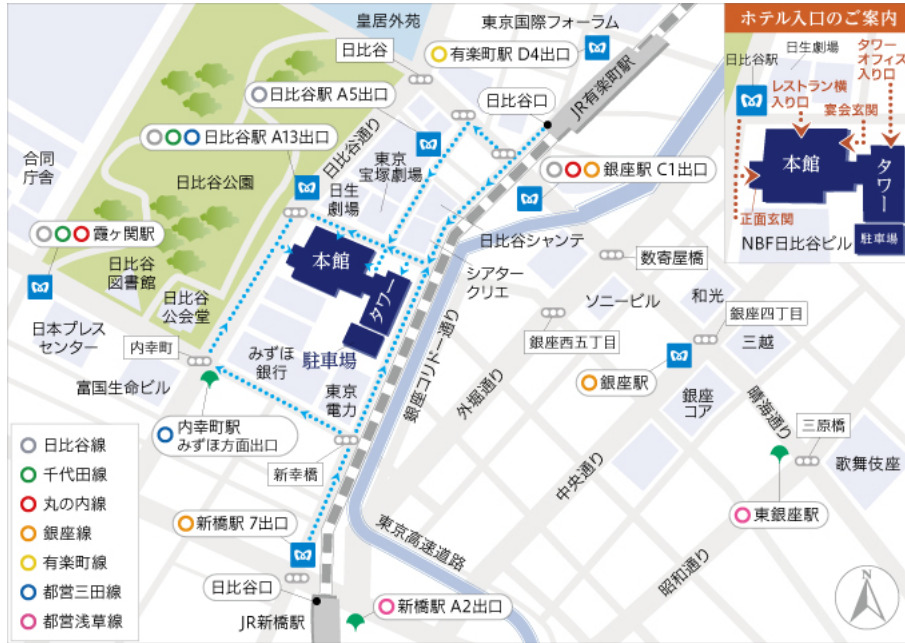 皇居外苑
東京国際フォーラム
日比谷
有楽町駅 D4出口
JR有楽町駅
日比谷駅 A5出口
日比谷口
日比谷駅 A13出口
日比谷通り
東京
宝塚劇場
銀座駅 C1出口
合同
庁舎
日比谷公園
日生
劇場
霞ヶ関駅
本館
タワー
日比谷シャンテ
シアター
クリエ
数寄屋橋
日比谷
図書館
日比谷
公会堂
ソニービル
和光
銀座四丁目
日本プレス
センター
内幸町
みずほ
銀行
駐車場
銀座コリドー通り
銀座西五丁目
三越
富国生命ビル
東京
電力
外堀通り
銀座駅
銀座
コア
晴海通り
内幸町駅
みずほ方面出口
新幸橋
中央通り
三原橋
歌舞伎座
新橋駅 7出口
東京高速道路
東銀座駅
昭和通り
日比谷口
JR新橋駅
新橋駅 A2出口
日比谷線
千代田線
丸の内線
銀座線
有楽町線
都営三田線
都営浅草線
N
ホテル入口のご案内
日比谷駅
日生劇場
タワー
オフィス
入り口
レストラン横
入り口
宴会玄関
本館
タワー
正面玄関
NBF日比谷ビル
駐車場